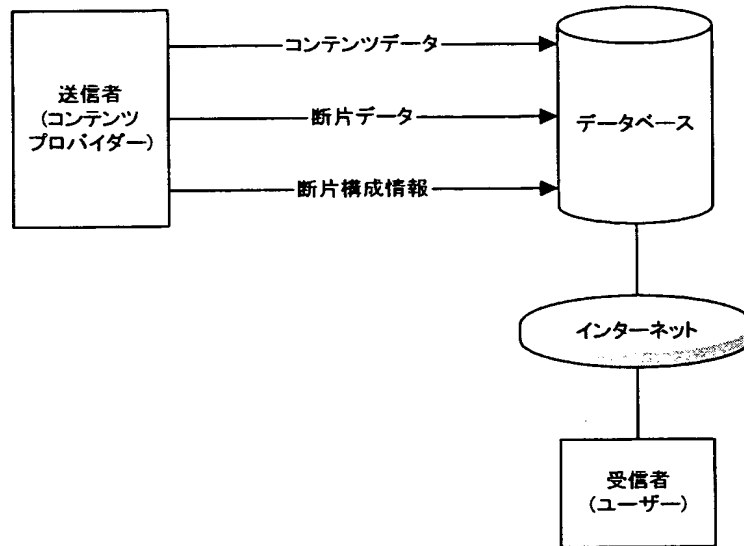 コンテンツデータ
送信者
(コンテンツ
プロバイダー)
断片データ
データベース
断片構成情報
インターネット
受信者
(ユーザー)